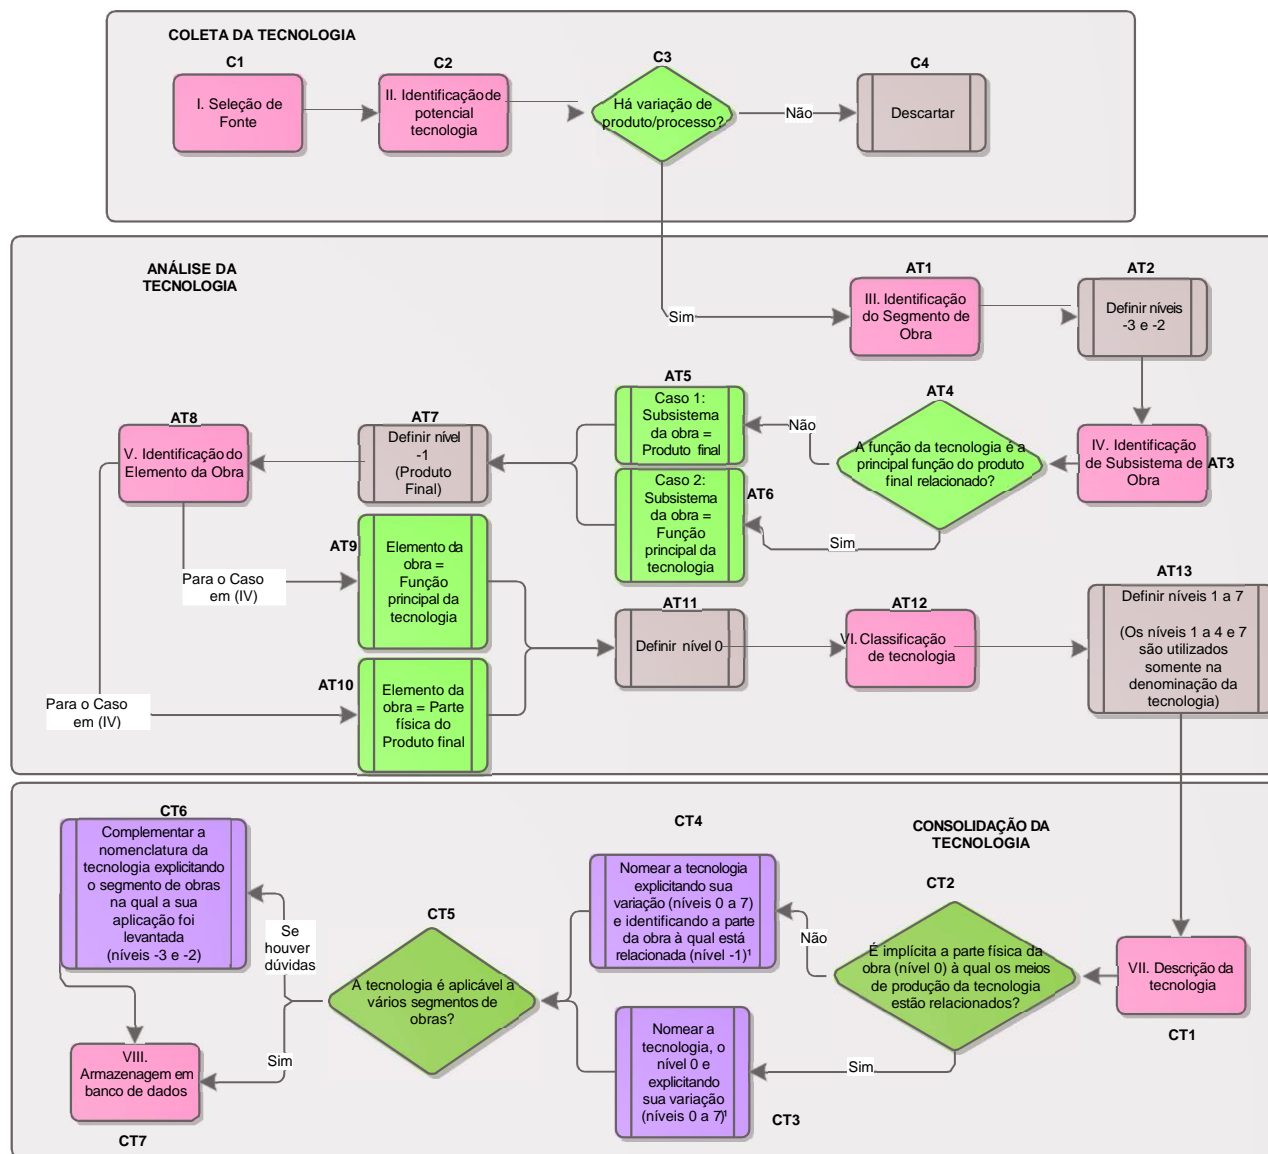 COLETA DA TECNOLOGIA
C1
I. Seleção de
Fonte
C2
II. Identificação de
potencial
tecnologia
C3
Há variação de
produto/processo?
Não
C4
Descartar
Sim
ANÁLISE DA
TECNOLOGIA
AT1
III. Identificação
do Segmento de
Obra
AT2
Definir níveis
-3 e -2
AT3
IV. Identificação
de Subsistema de
Obra
AT4
A função da tecnologia é a
principal função do produto
final relacionado?
Não
Sim
AT5
Caso 1:
Subsistema
da obra =
Produto final
AT6
Caso 2:
Subsistema
da obra =
Função
principal da
tecnologia
AT7
Definir nível
-1
(Produto
Final)
AT8
V. Identificação do
Elemento da Obra
Para o Caso
em (IV)
AT9
Elemento da
obra =
Função
principal da
tecnologia
Para o Caso
em (IV)
AT10
Elemento da
obra = Parte
física do
Produto final
AT11
Definir nível 0
AT12
VI. Classificação
de tecnologia
AT13
Definir níveis 1 a 7
(Os níveis 1 a 4 e 7
são utilizados
somente na
denominação da
tecnologia)
CONSOLIDAÇÃO DA
TECNOLOGIA
VII. Descrição da
tecnologia
CT1
CT2
É implícita a parte física da
obra (nível 0) à qual os meios
de produção da tecnologia
estão relacionados?
Não
Sim
CT4
Nomear a tecnologia
explicitando sua
variação (níveis 0 a 7)
e identificando a parte
da obra à qual está
relacionada (nível -1)¹
Nomear a
tecnologia, o
nível 0 e
explicitando
sua variação
(níveis 0 a 7)¹
CT3
CT5
A tecnologia é aplicável a
vários segmentos de
obras?
Se
houver
dúvidas
Sim
CT6
Complementar a
nomenclatura da
tecnologia explicitando
o segmento de obras
na qual a sua
aplicação foi
levantada
(níveis -3 e -2)
VIII.
Armazenagem em
banco de dados
CT7